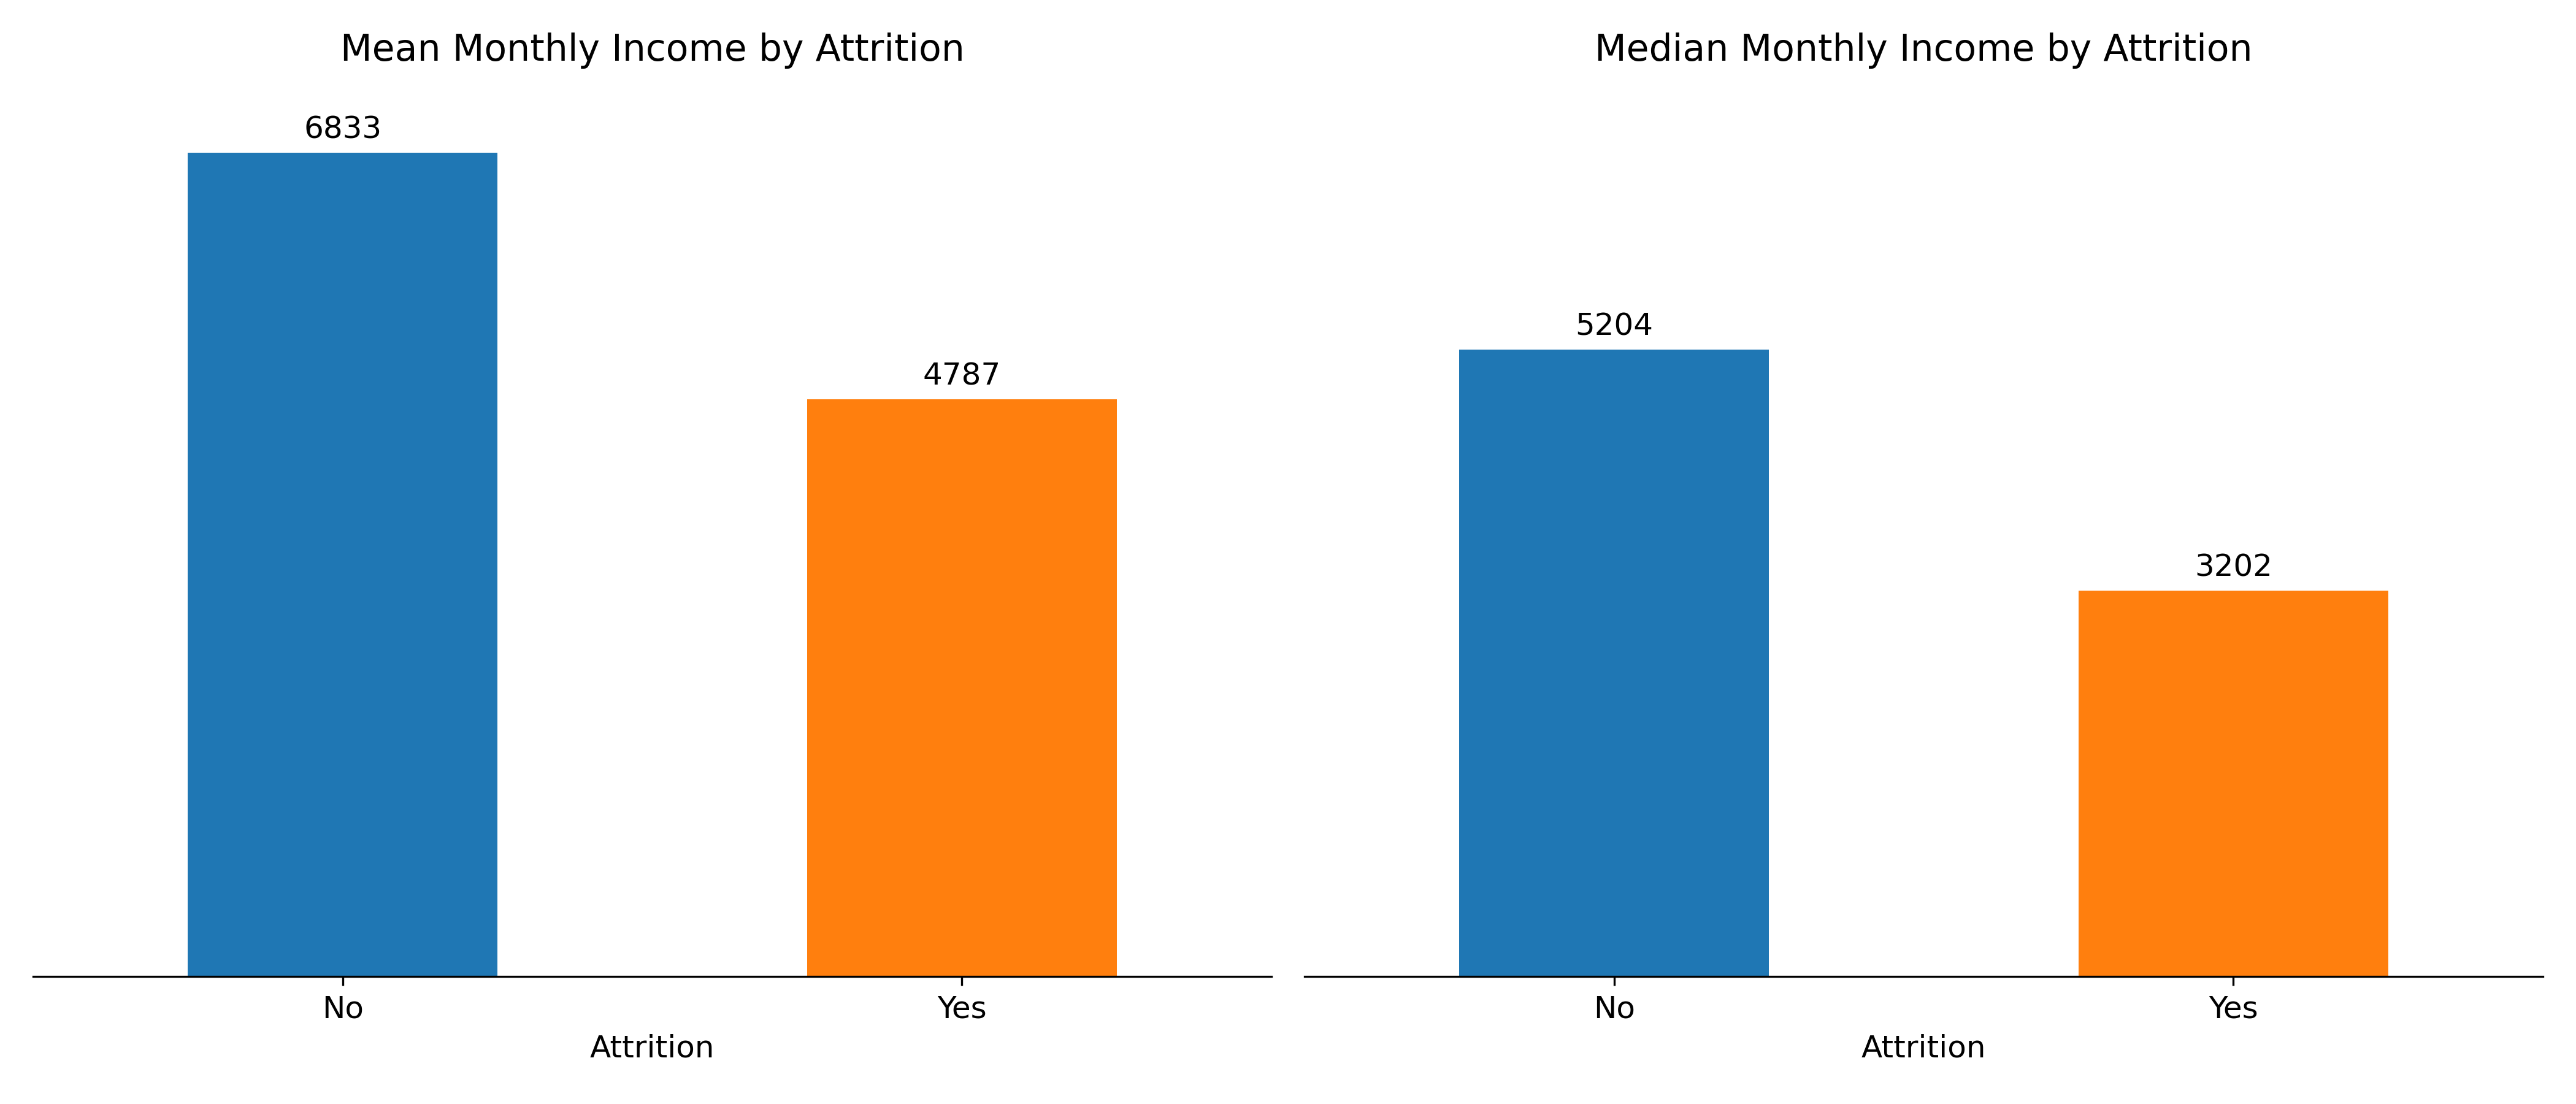 Mean Monthly Income by Attrition
6833
4787
No
Yes
Attrition
Median Monthly Income by Attrition
5204
3202
No
Yes
Attrition